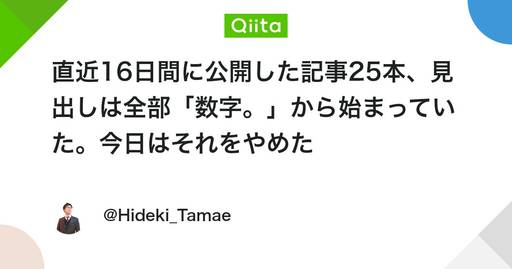 Qiita
直近16日間に公開した記事25本、見
出しは全部「数字。」から始まってい
た。今日はそれをやめた
@Hideki_Tamae